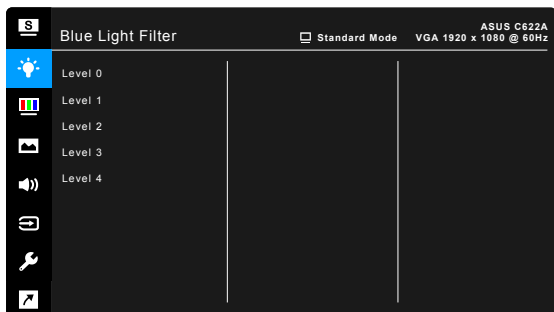 S
Blue Light Filter
Standard Mode
ASUS C622A
VGA 1920 x 1080 @ 60Hz
Level 0
Level 1
Level 2
Level 3
Level 4